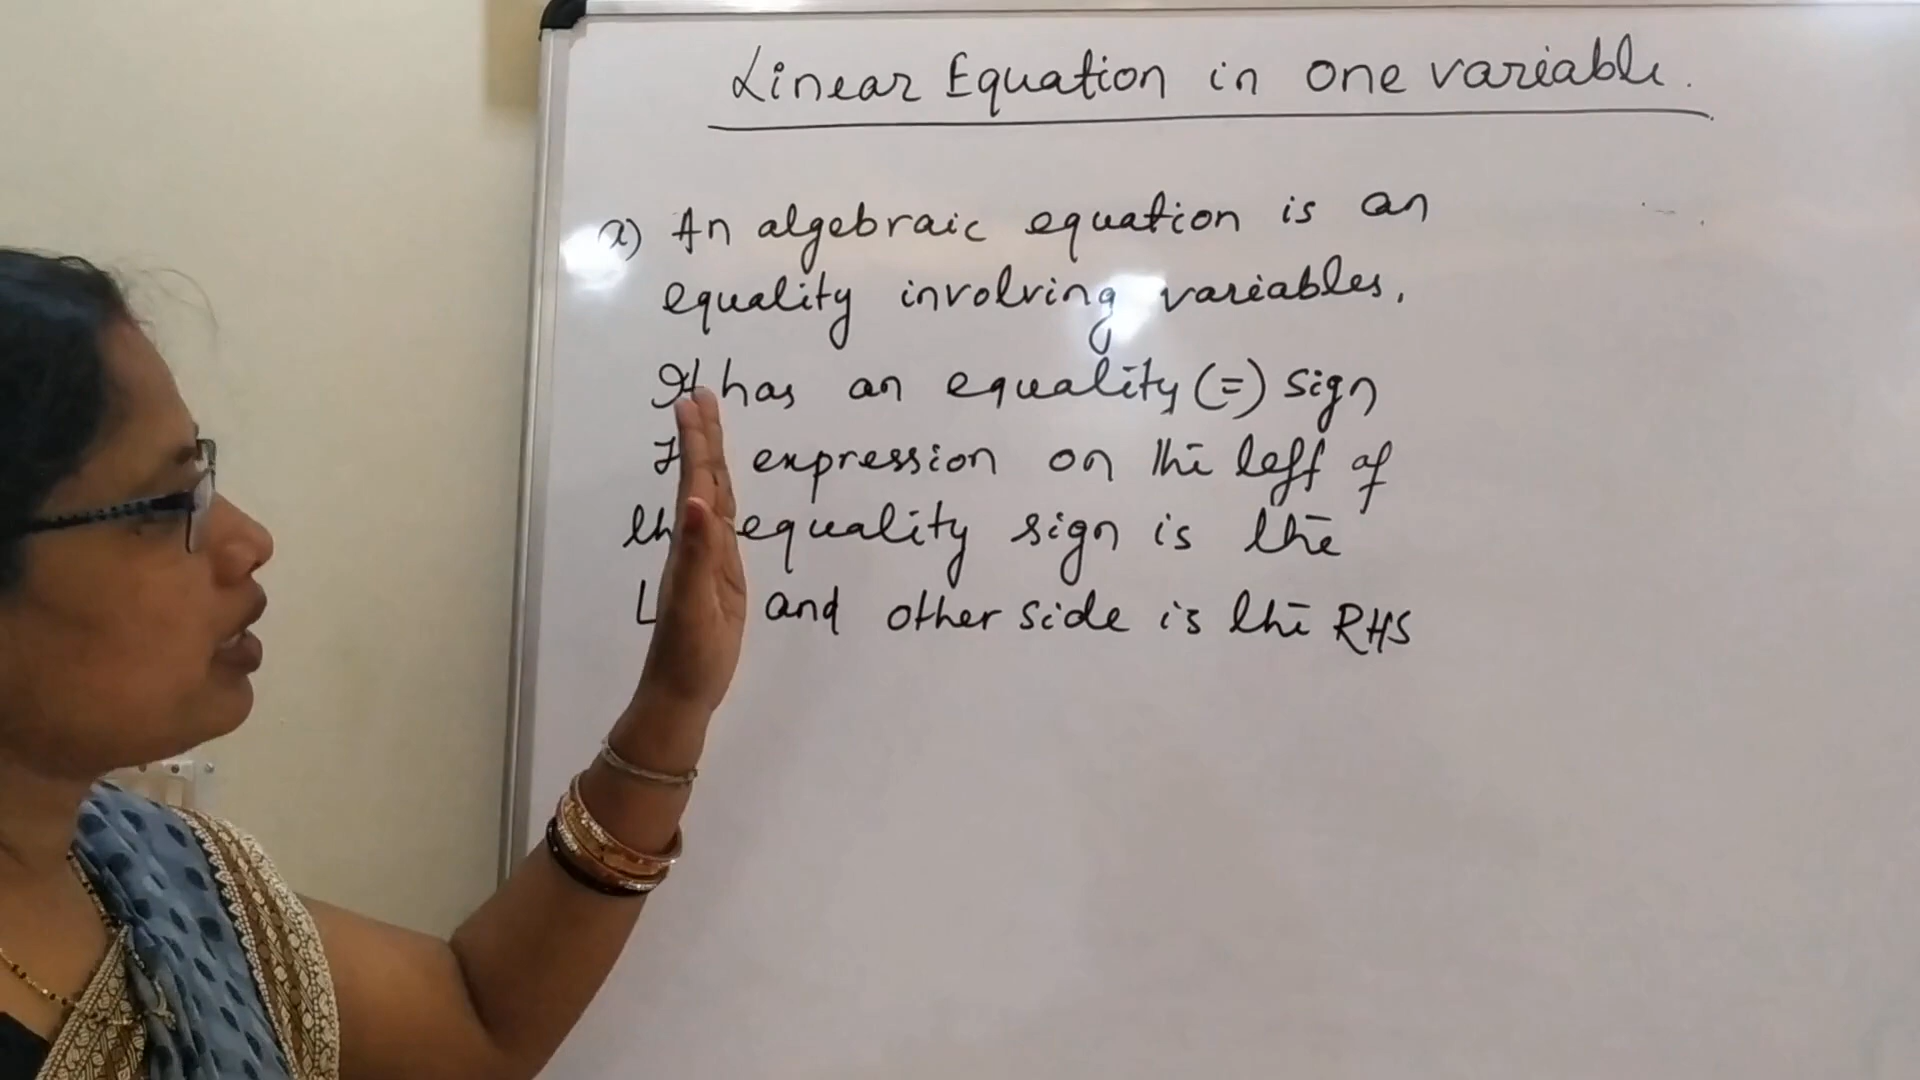 Linear Equation in one variable.
a) An algebraic equation is an
equality involving variables.
It has an equality (=) sign
expression on the left of
equality sign is the
and other side is the RHS